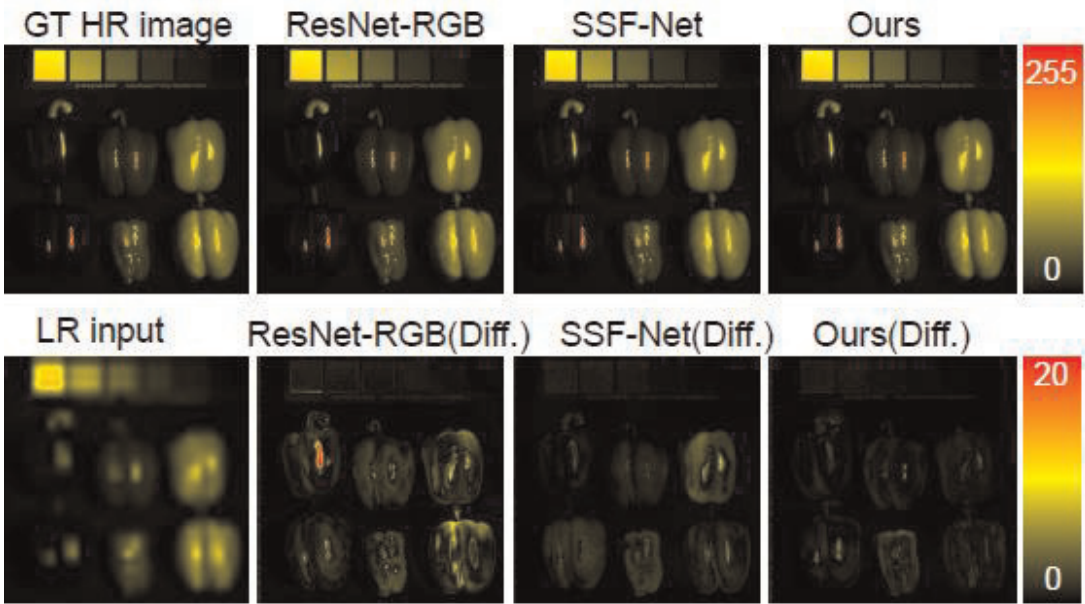 GT HR image
ResNet-RGB
SSF-Net
Ours
255
0
LR input
ResNet-RGB(Diff.)
SSF-Net(Diff.)
Ours(Diff.)
20
0